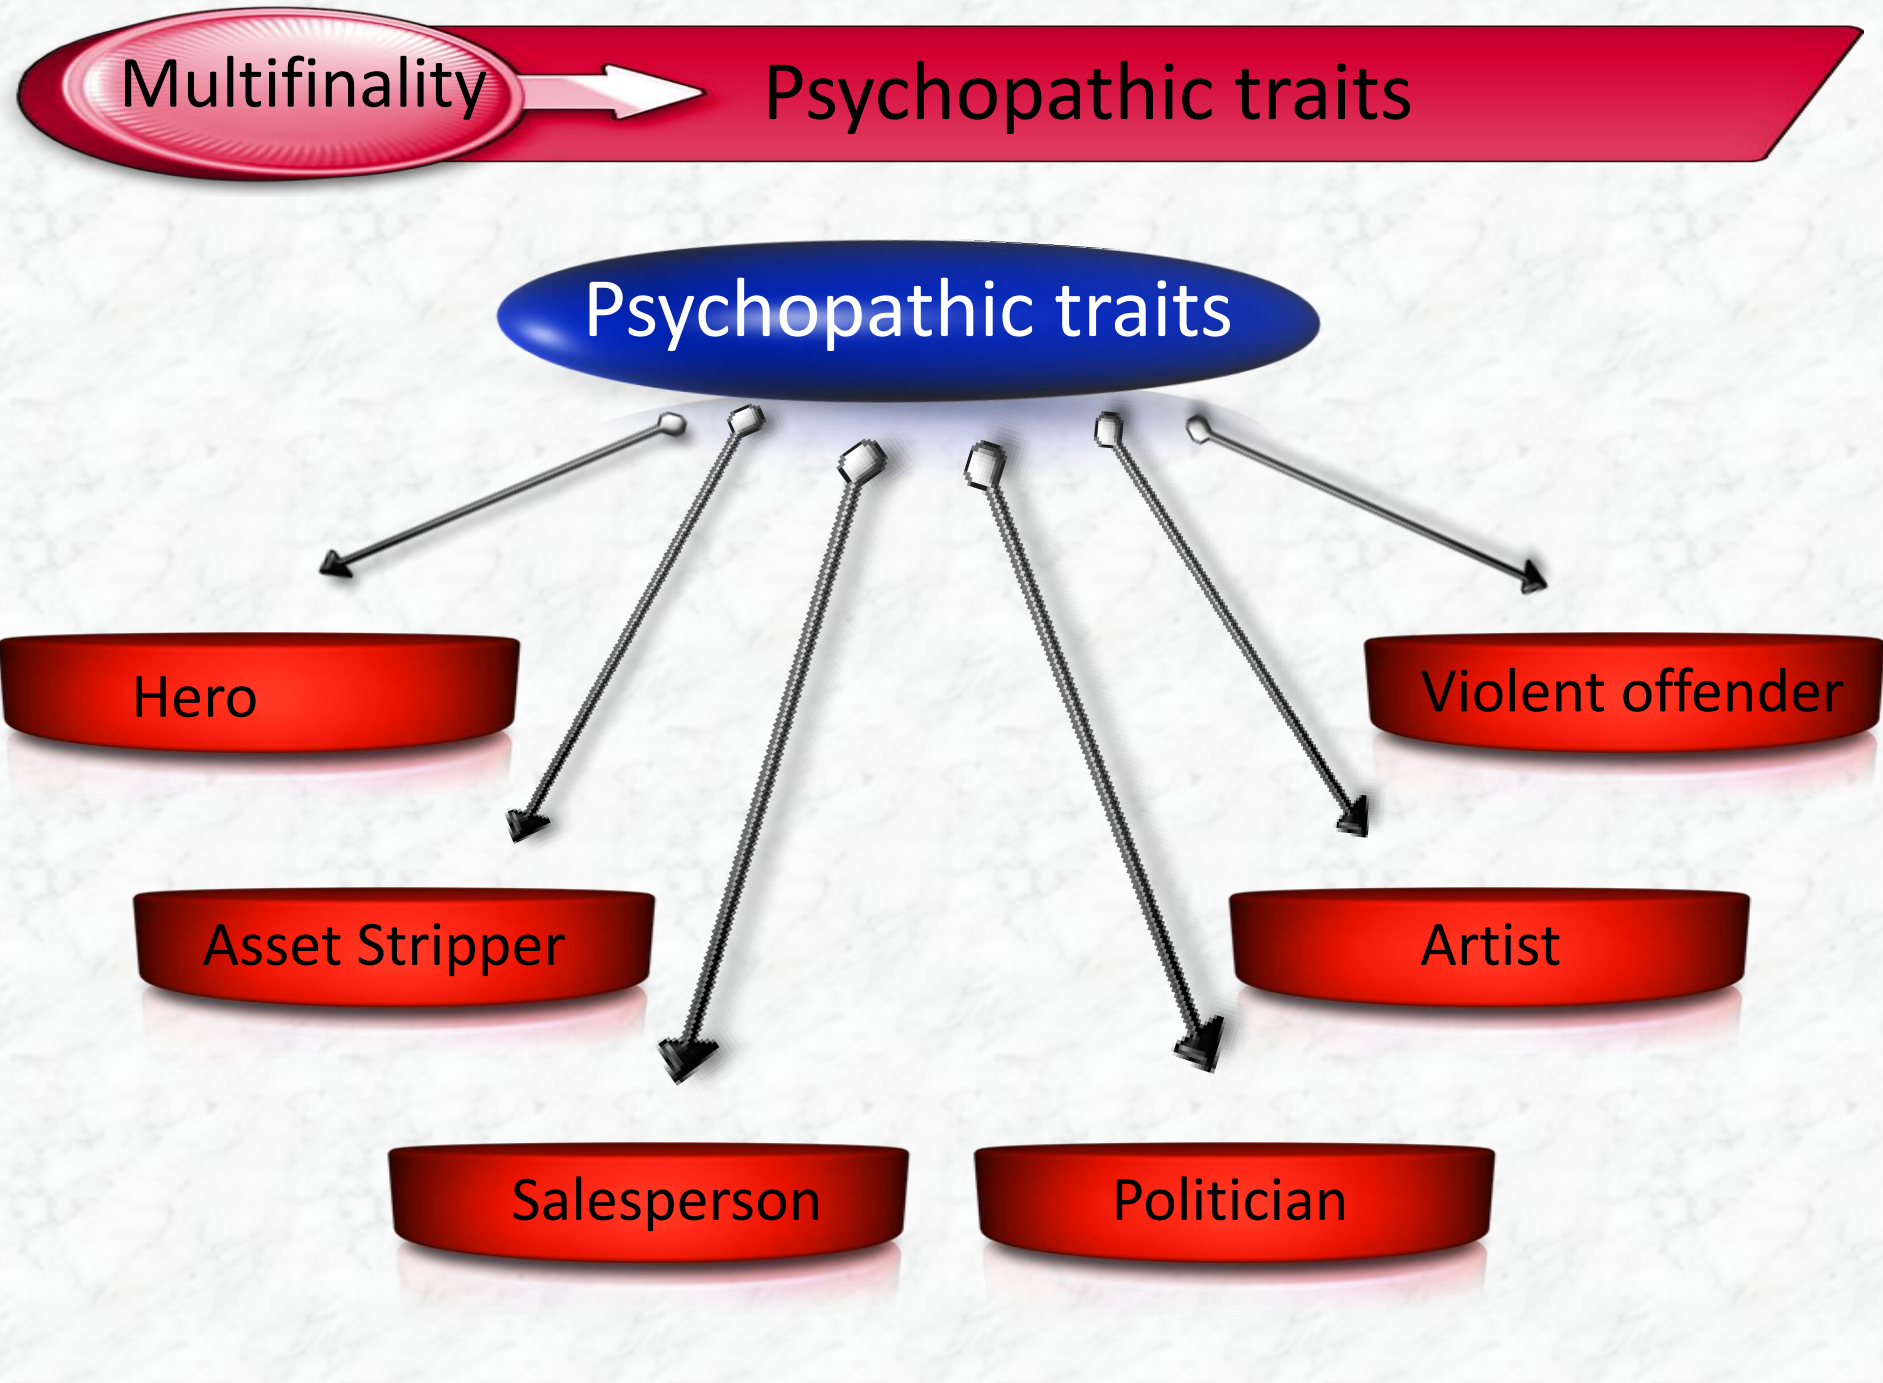 Multifinality
Psychopathic traits
Psychopathic traits
Hero
Violent offender
Asset Stripper
Artist
Salesperson
Politician